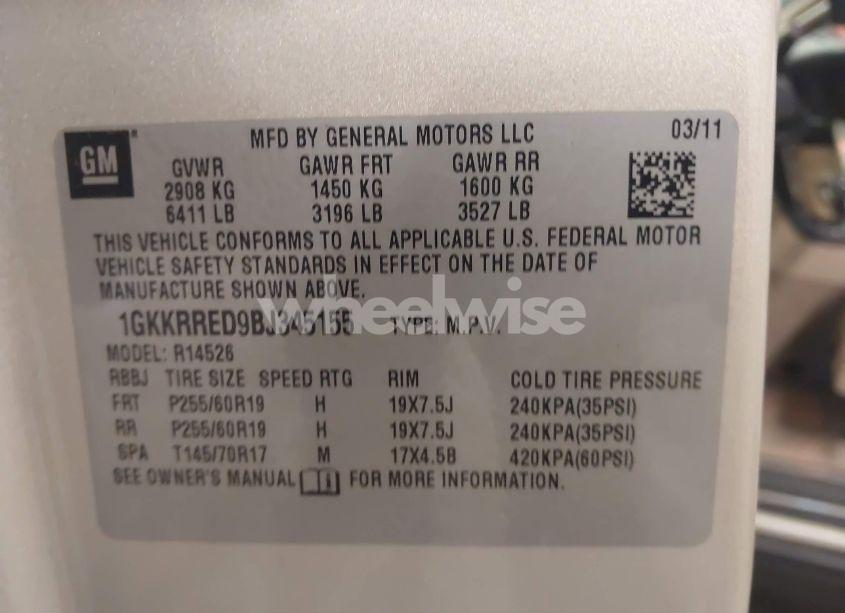 GM
MFD BY GENERAL MOTORS LLC 03/11
GVWR GAWR FRT GAWR RR
2908 KG 1450 KG 1600 KG
6411 LB 3196 LB 3527 LB
THIS VEHICLE CONFORMS TO ALL APPLICABLE U.S. FEDERAL MOTOR
VEHICLE SAFETY STANDARDS IN EFFECT ON THE DATE OF
MANUFACTURE SHOWN ABOVE.
wheelwise
1GKKRRED9BJ345155 TYPE: M.P.V.
MODEL: R14526
RBBJ TIRE SIZE SPEED RTG RIM COLD TIRE PRESSURE
FRT P255/60R19 H 19X7.5J 240KPA(35PSI)
RR P255/60R19 H 19X7.5J 240KPA(35PSI)
SPA T145/70R17 M 17X4.5B 420KPA(60PSI)
SEE OWNER'S MANUAL FOR MORE INFORMATION.